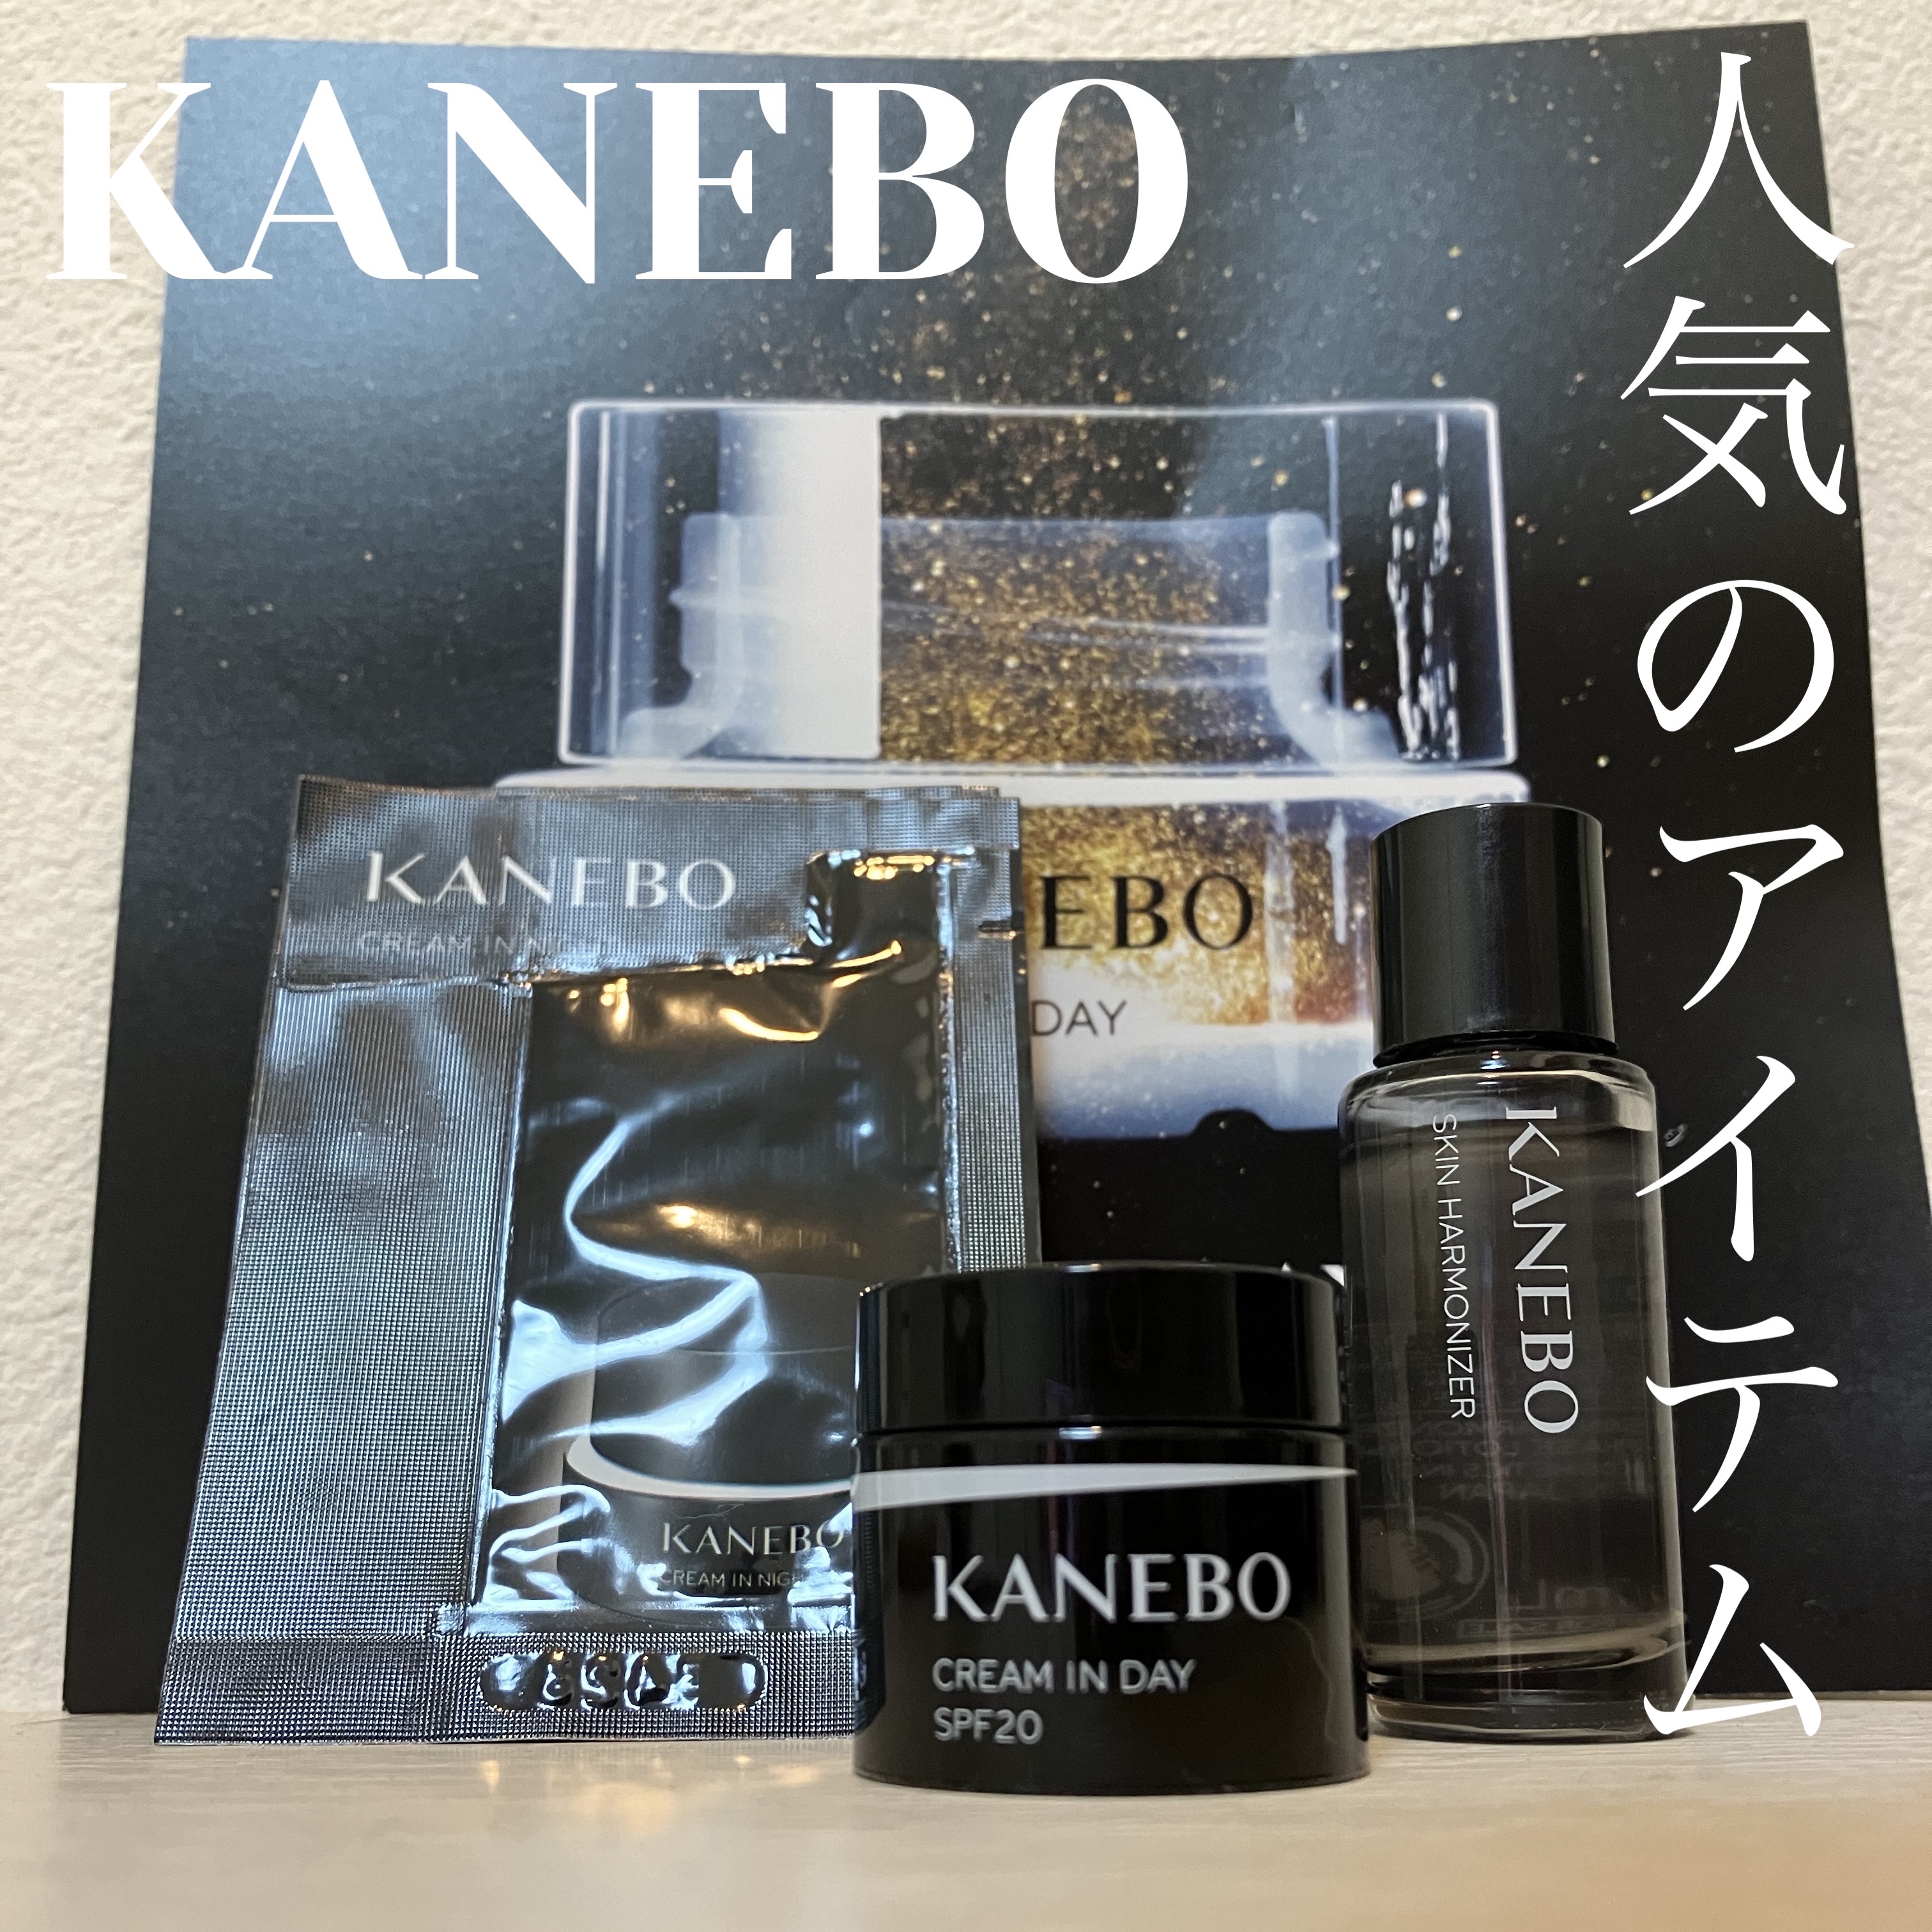 KANEBO
人気のアイテム
KANEBO
CREAM IN NIGHT
EBO
DAY
KANEBO
SKIN HARMONIZER
KANEBO
CREAM IN NIGH
KANEBO
CREAM IN DAY
SPF20